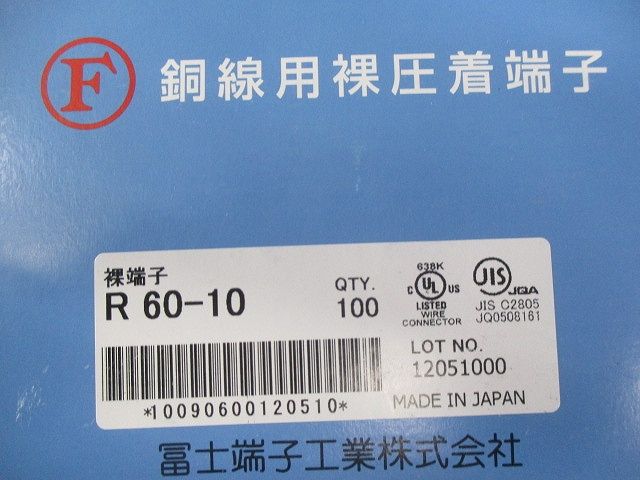 F 銅線用裸圧着端子
裸端子
R 60-10
QTY.
100
638K
C UL US
LISTED
WIRE
CONNECTOR
JIS JQA
JIS C2805
JQ0508161
LOT NO.
12051000
*10090600120510*
MADE IN JAPAN
冨士端子工業株式会社